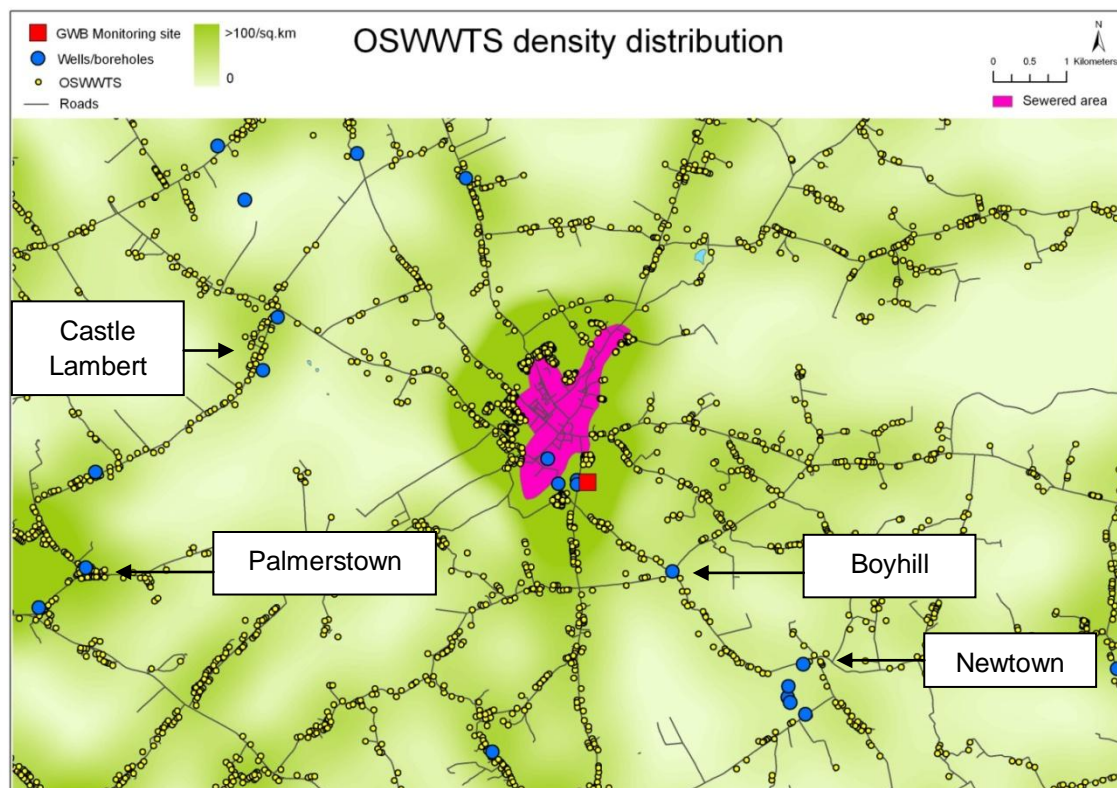 GWB Monitoring site
Wells/boreholes
OSWWTS
Roads
>100/sq.km
0
OSWWTS density distribution
N
0 0.5 1
Kilometers
Sewered area
Castle
Lambert
Palmerstown
Boyhill
Newtown